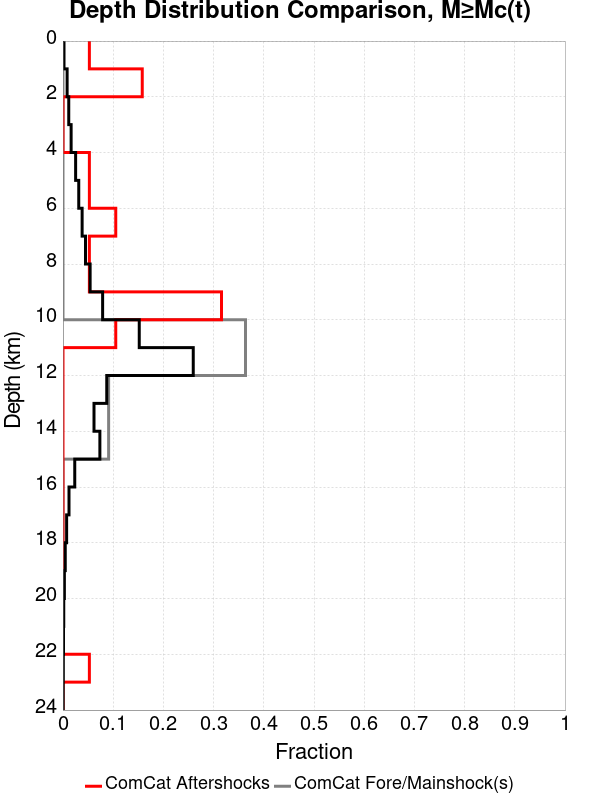 Depth Distribution Comparison, M≥Mc(t)
0
2
4
6
8
10
12
14
16
18
20
22
24
Depth (km)
0 0.1 0.2 0.3 0.4 0.5 0.6 0.7 0.8 0.9 1
Fraction
ComCat Aftershocks ComCat Fore/Mainshock(s)